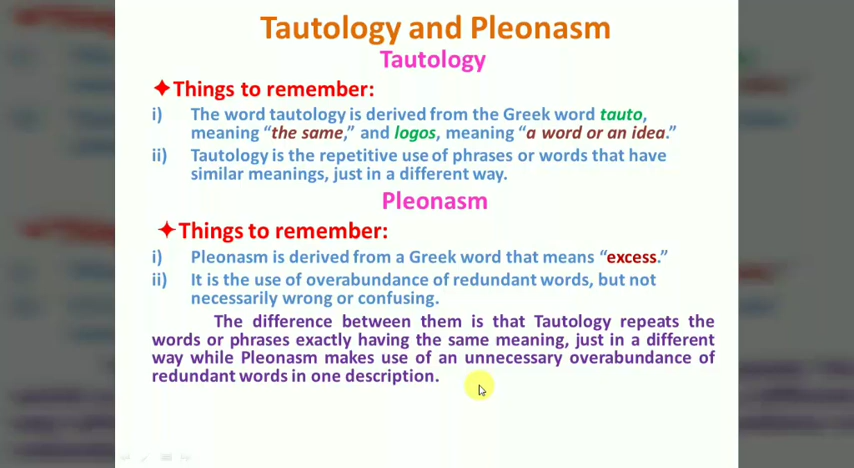 Tautology and Pleonasm
Tautology
✦Things to remember:
i) The word tautology is derived from the Greek word tauto,
meaning “the same,” and logos, meaning “a word or an idea.”
ii) Tautology is the repetitive use of phrases or words that have
similar meanings, just in a different way.
Pleonasm
✦Things to remember:
i) Pleonasm is derived from a Greek word that means “excess.”
ii) It is the use of overabundance of redundant words, but not
necessarily wrong or confusing.
The difference between them is that Tautology repeats the
words or phrases exactly having the same meaning, just in a different
way while Pleonasm makes use of an unnecessary overabundance of
redundant words in one description.